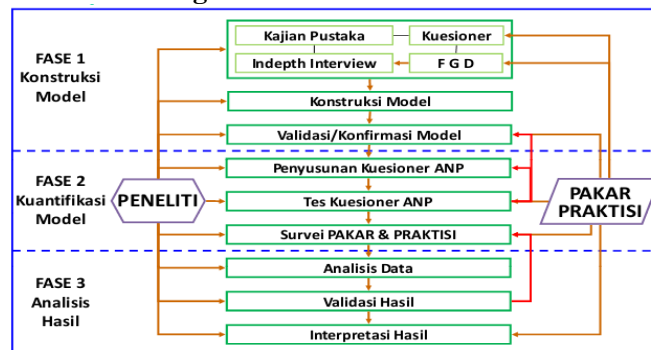 FASE 1
Konstruksi
Model
Kajian Pustaka
Kuesioner
Indepth Interview
F G D
Konstruksi Model
Validasi/Konfirmasi Model
FASE 2
Kuantifikasi
Model
PENELITI
Penyusunan Kuesioner ANP
Tes Kuesioner ANP
Survei PAKAR & PRAKTISI
PAKAR
PRAKTISI
FASE 3
Analisis
Hasil
Analisis Data
Validasi Hasil
Interpretasi Hasil